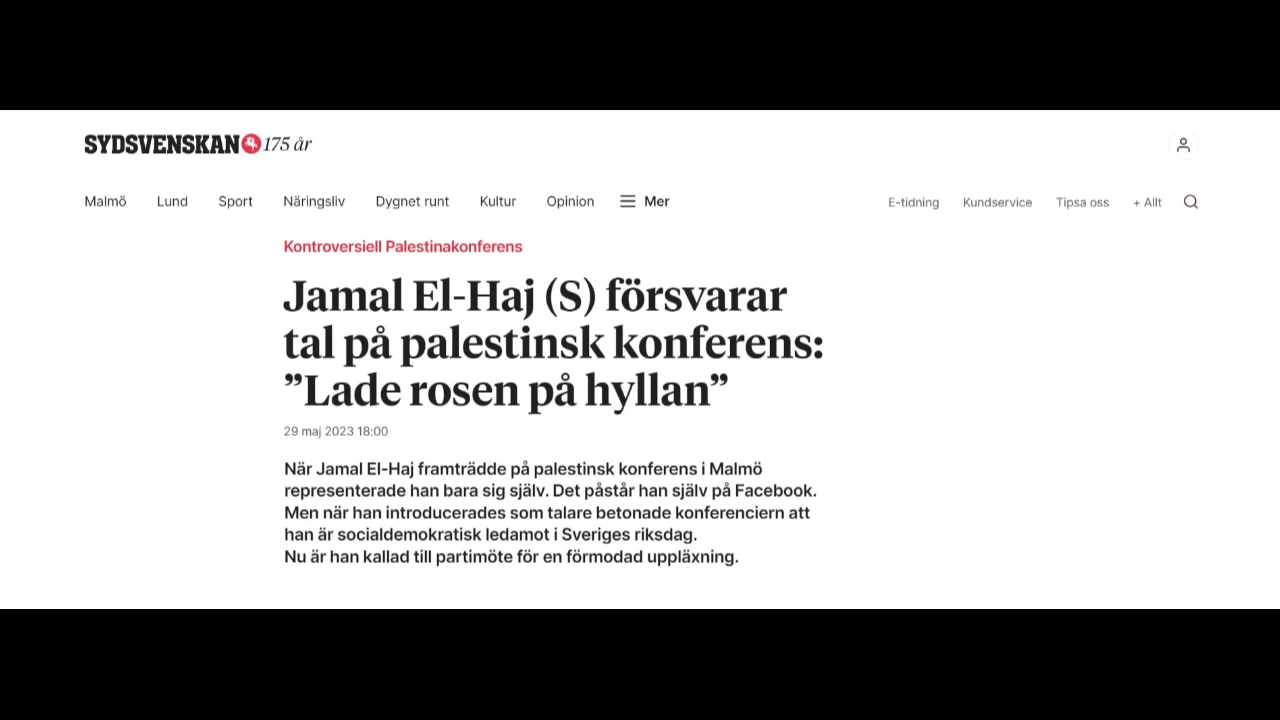 SYDSVENSKAN 175 år
Malmö Lund Sport Näringsliv Dygnet runt Kultur Opinion Mer E-tidning Kundservice Tipsa oss + Allt
Kontroversiell Palestinakonferens
Jamal El-Haj (S) försvarar
tal på palestinsk konferens:
”Lade rosen på hyllan”
29 maj 2023 18:00
När Jamal El-Haj framträdde på palestinsk konferens i Malmö
representerade han bara sig själv. Det påstår han själv på Facebook.
Men när han introducerades som talare betonade konferenciern att
han är socialdemokratisk ledamot i Sveriges riksdag.
Nu är han kallad till partimöte för en förmodad uppläxning.